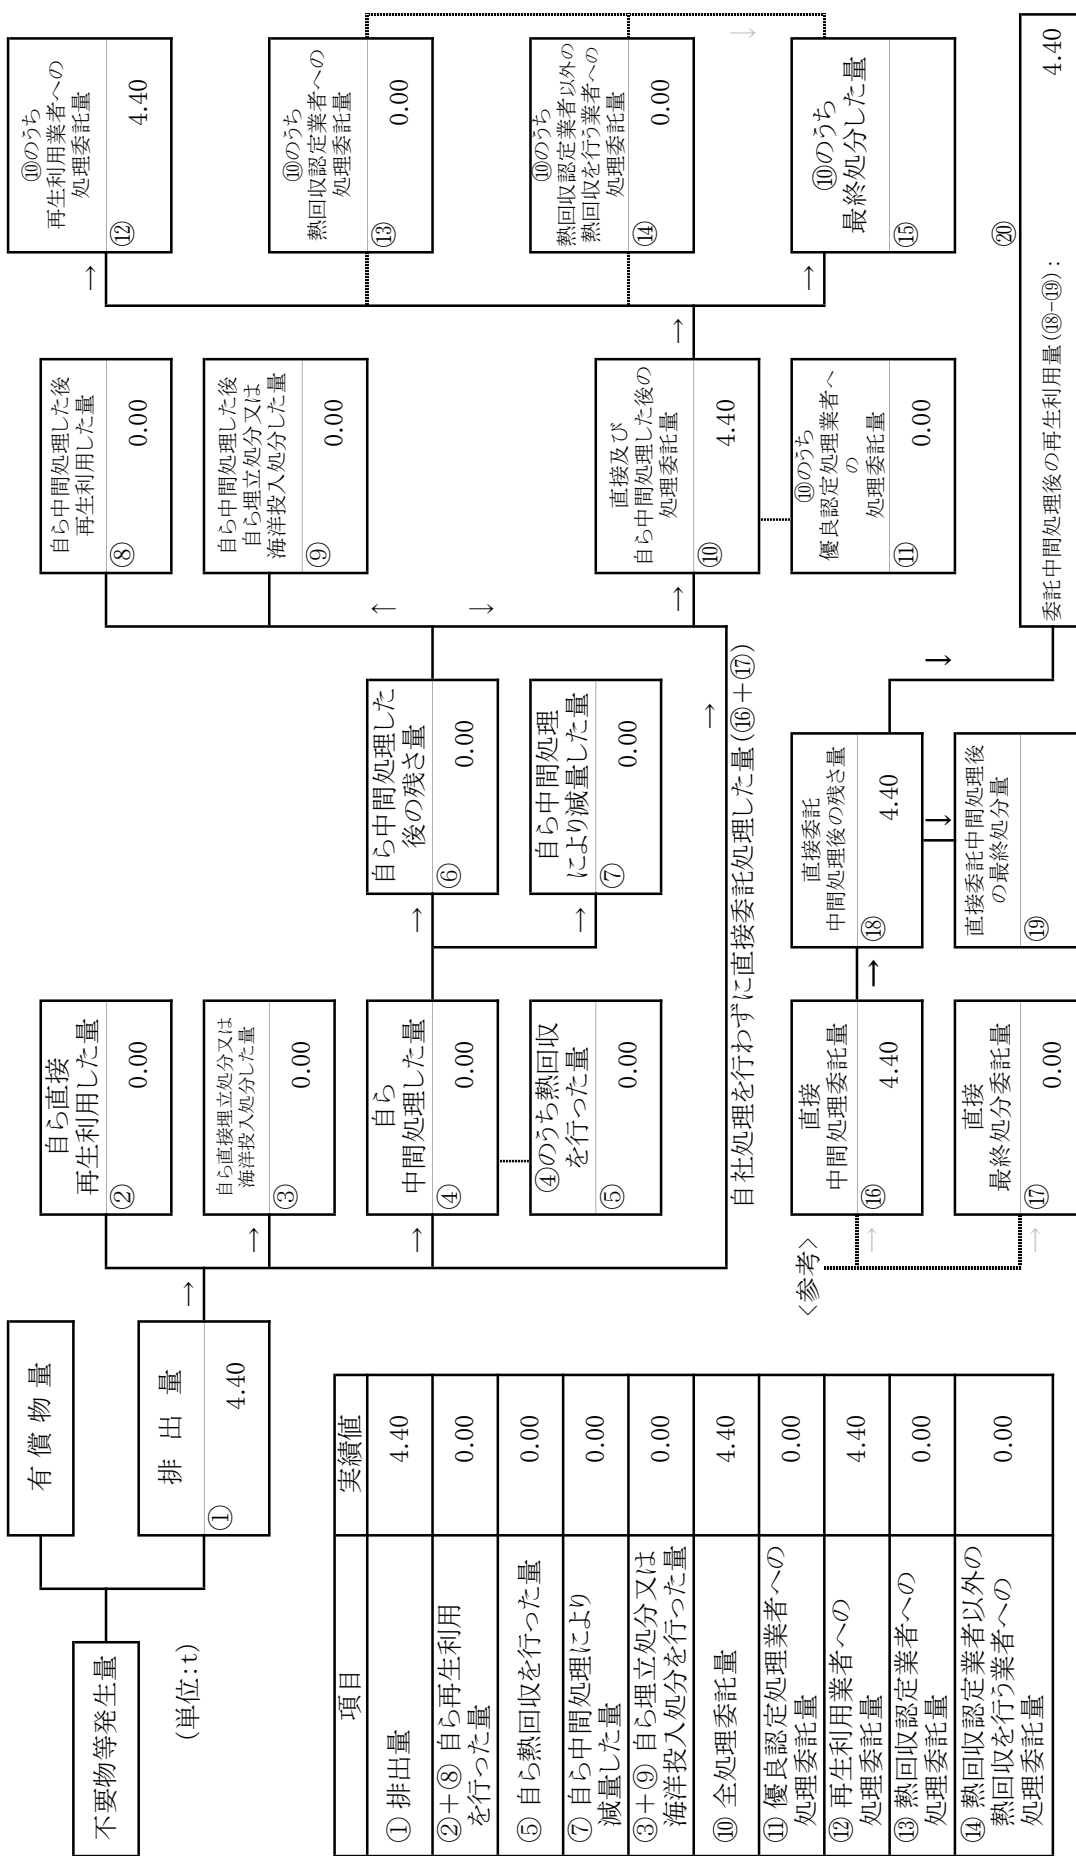 不要物等発生量
(単位:t)
有 償 物 量
排 出 量
①
4.40
→
自ら直接
再生利用した量
②
0.00
→
自ら直接埋立処分又は
海洋投入処分した量
③
0.00
→
自ら
中間処理した量
④
0.00
④のうち熱回収
を行った量
⑤
0.00
→
自ら中間処理した
後の残さ量
⑥
0.00
→
自ら中間処理
により減量した量
⑦
0.00
→
自社処理を行わずに直接委託処理した量(⑯+⑰)
←
→
自ら中間処理した後
再生利用した量
⑧
0.00
自ら中間処理した後
自ら埋立処分又は
海洋投入処分した量
⑨
0.00
→
直接及び
自ら中間処理した後の
処理委託量
⑩
4.40
⑩のうち
優良認定処理業者へ
の
処理委託量
⑪
0.00
→
→
⑩のうち
再生利用業者への
処理委託量
⑫
4.40
⑩のうち
熱回収認定業者への
処理委託量
⑬
0.00
⑩のうち
熱回収認定業者以外の
熱回収を行う業者への
処理委託量
⑭
0.00
↓
→
⑩のうち
最終処分した量
⑮
<参考>
→
直接
中間処理委託量
⑯
4.40
→
直接
最終処分委託量
⑰
0.00
→
直接委託
中間処理後の残さ量
⑱
4.40
↓
直接委託中間処理後
の最終処分量
⑲
↓
⑳
委託中間処理後の再生利用量(⑱-⑲):
4.40
項目 実績値
① 排出量 4.40
②+⑧ 自ら再生利用
を行った量 0.00
⑤ 自ら熱回収を行った量 0.00
⑦ 自ら中間処理により
減量した量 0.00
③+⑨ 自ら埋立処分又は
海洋投入処分を行った量 0.00
⑩ 全処理委託量 4.40
⑪ 優良認定処理業者への
処理委託量 0.00
⑫ 再生利用業者への
処理委託量 4.40
⑬ 熱回収認定業者への
処理委託量 0.00
⑭ 熱回収認定業者以外の
熱回収を行う業者への
処理委託量 0.00